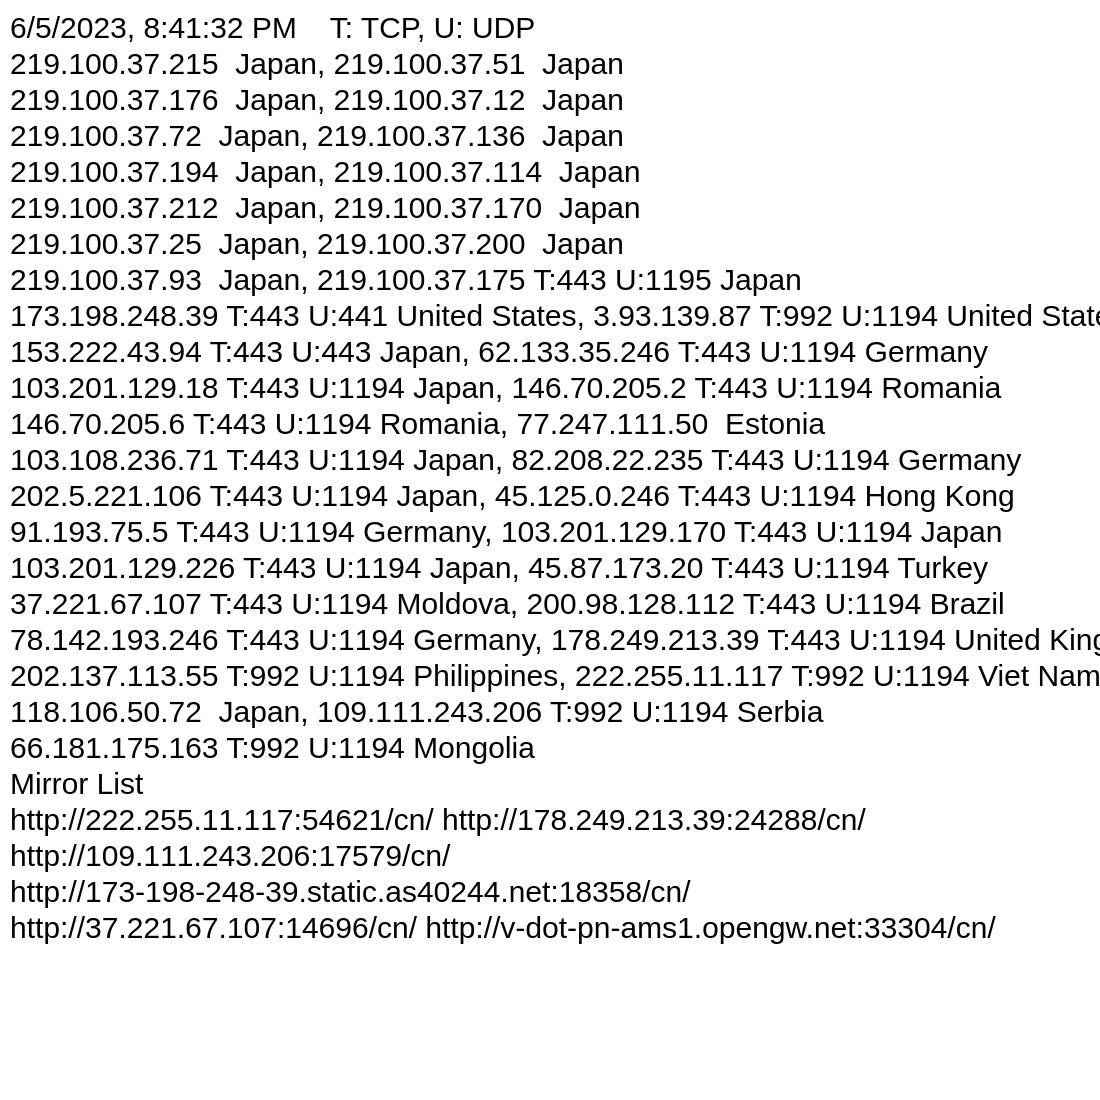 6/5/2023, 8:41:32 PM    T: TCP, U: UDP
219.100.37.215  Japan, 219.100.37.51  Japan
219.100.37.176  Japan, 219.100.37.12  Japan
219.100.37.72  Japan, 219.100.37.136  Japan
219.100.37.194  Japan, 219.100.37.114  Japan
219.100.37.212  Japan, 219.100.37.170  Japan
219.100.37.25  Japan, 219.100.37.200  Japan
219.100.37.93  Japan, 219.100.37.175 T:443 U:1195 Japan
173.198.248.39 T:443 U:441 United States, 3.93.139.87 T:992 U:1194 United State
153.222.43.94 T:443 U:443 Japan, 62.133.35.246 T:443 U:1194 Germany
103.201.129.18 T:443 U:1194 Japan, 146.70.205.2 T:443 U:1194 Romania
146.70.205.6 T:443 U:1194 Romania, 77.247.111.50  Estonia
103.108.236.71 T:443 U:1194 Japan, 82.208.22.235 T:443 U:1194 Germany
202.5.221.106 T:443 U:1194 Japan, 45.125.0.246 T:443 U:1194 Hong Kong
91.193.75.5 T:443 U:1194 Germany, 103.201.129.170 T:443 U:1194 Japan
103.201.129.226 T:443 U:1194 Japan, 45.87.173.20 T:443 U:1194 Turkey
37.221.67.107 T:443 U:1194 Moldova, 200.98.128.112 T:443 U:1194 Brazil
78.142.193.246 T:443 U:1194 Germany, 178.249.213.39 T:443 U:1194 United King
202.137.113.55 T:992 U:1194 Philippines, 222.255.11.117 T:992 U:1194 Viet Nam
118.106.50.72  Japan, 109.111.243.206 T:992 U:1194 Serbia
66.181.175.163 T:992 U:1194 Mongolia
Mirror List
http://222.255.11.117:54621/cn/ http://178.249.213.39:24288/cn/
http://109.111.243.206:17579/cn/
http://173-198-248-39.static.as40244.net:18358/cn/
http://37.221.67.107:14696/cn/ http://v-dot-pn-ams1.opengw.net:33304/cn/